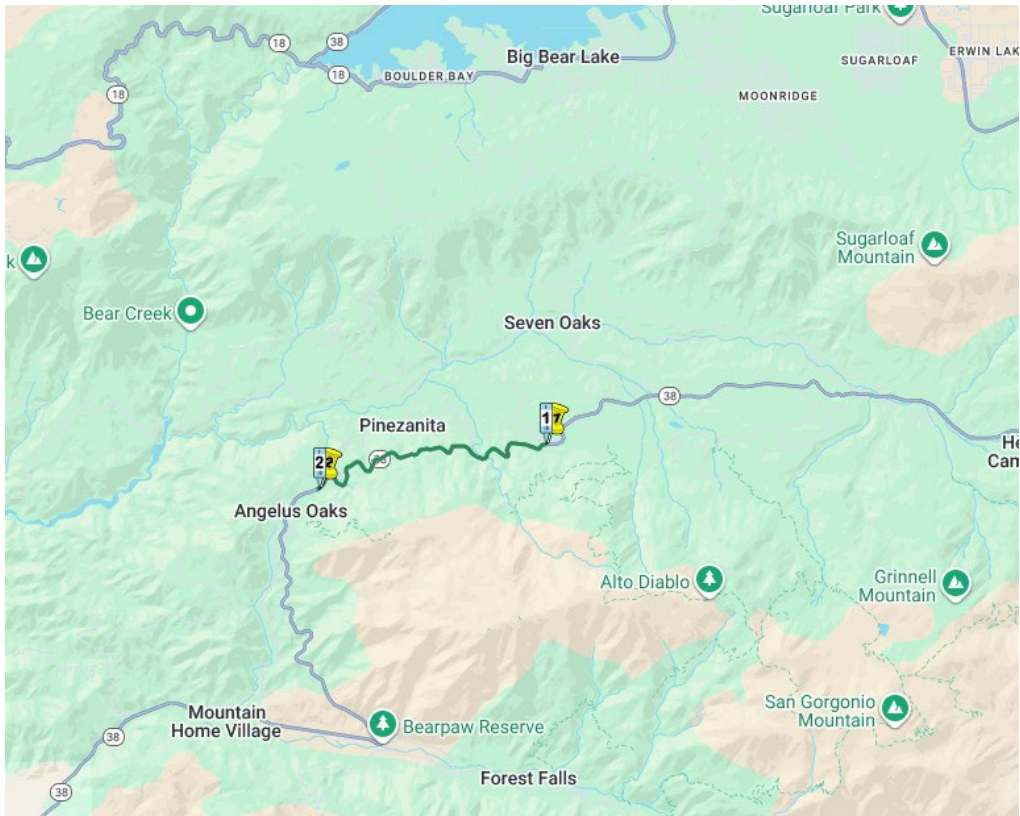 Sugarloaf Park
38
18
18
Big Bear Lake
ERWIN LAK
SUGARLOAF
BOULDER BAY
18
MOONRIDGE
Sugarloaf
Mountain
k
Bear Creek
Seven Oaks
38
1
Pinezanita
He
Cam
38
2
Angelus Oaks
Alto Diablo
Grinnell
Mountain
San Gorgonio
Mountain
Mountain
Home Village
Bearpaw Reserve
38
Forest Falls
38